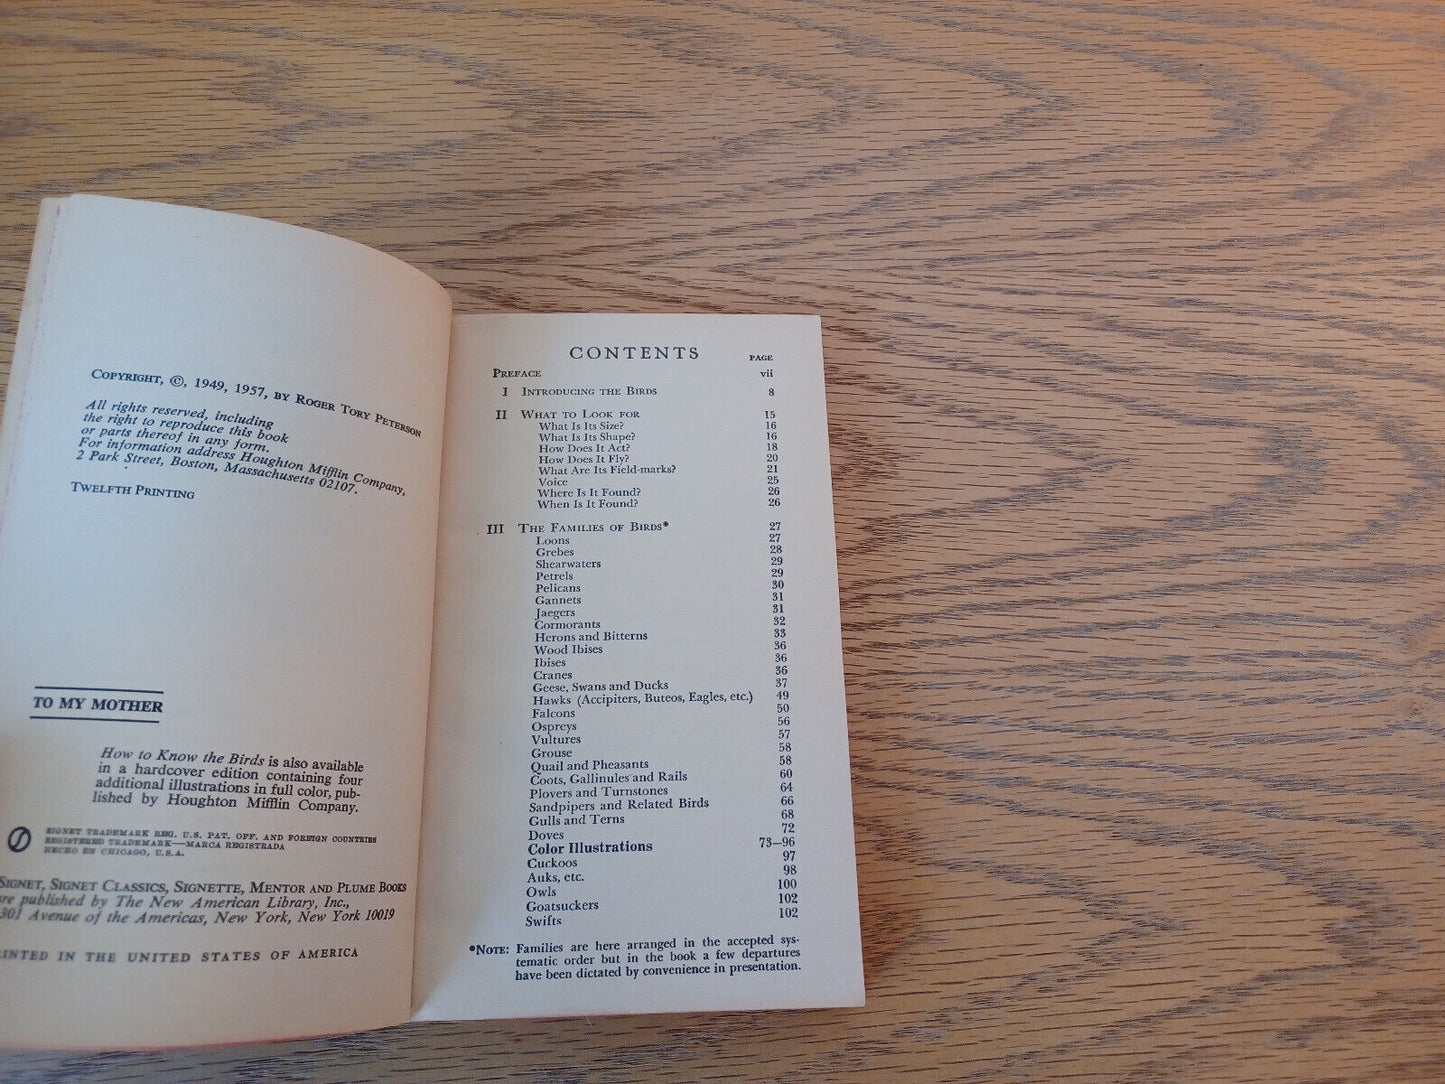 COPYRIGHT, ©, 1949, 1957, BY ROGER TORY PETERSON
All rights reserved, including
the right to reproduce this book
or parts thereof in any form.
For information address Houghton Mifflin Company,
2 Park Street, Boston, Massachusetts 02107.
TWELFTH PRINTING
TO MY MOTHER
How to Know the Birds is also available
in a hardcover edition containing four
additional illustrations in full color, pub-
lished by Houghton Mifflin Company.
SIGNET TRADEMARK REG. U.S. PAT. OFF. AND FOREIGN COUNTRIES
REGISTERED TRADEMARK—MARCA REGISTRADA
HECHO EN CHICAGO, U.S.A.
SIGNET, SIGNET CLASSICS, SIGNETTE, MENTOR AND PLUME BOOKS
are published by The New American Library, Inc.,
1301 Avenue of the Americas, New York, New York 10019
PRINTED IN THE UNITED STATES OF AMERICA
CONTENTS
PAGE
PREFACE vii
I INTRODUCING THE BIRDS 8
II WHAT TO LOOK FOR 15
What Is Its Size? 16
What Is Its Shape? 16
How Does It Act? 18
How Does It Fly? 20
What Are Its Field-marks? 21
Voice 25
Where Is It Found? 26
When Is It Found? 26
III THE FAMILIES OF BIRDS* 27
Loons 27
Grebes 28
Shearwaters 29
Petrels 29
Pelicans 30
Gannets 31
Jaegers 31
Cormorants 32
Herons and Bitterns 33
Wood Ibises 36
Ibises 36
Cranes 36
Geese, Swans and Ducks 37
Hawks (Accipiters, Buteos, Eagles, etc.) 49
Falcons 50
Ospreys 56
Vultures 57
Grouse 58
Quail and Pheasants 58
Coots, Gallinules and Rails 60
Plovers and Turnstones 64
Sandpipers and Related Birds 66
Gulls and Terns 68
Doves 72
Color Illustrations 73–96
Cuckoos 97
Auks, etc. 98
Owls 100
Goatsuckers 102
Swifts 102
*NOTE: Families are here arranged in the accepted sys-
tematic order but in the book a few departures
have been dictated by convenience in presentation.